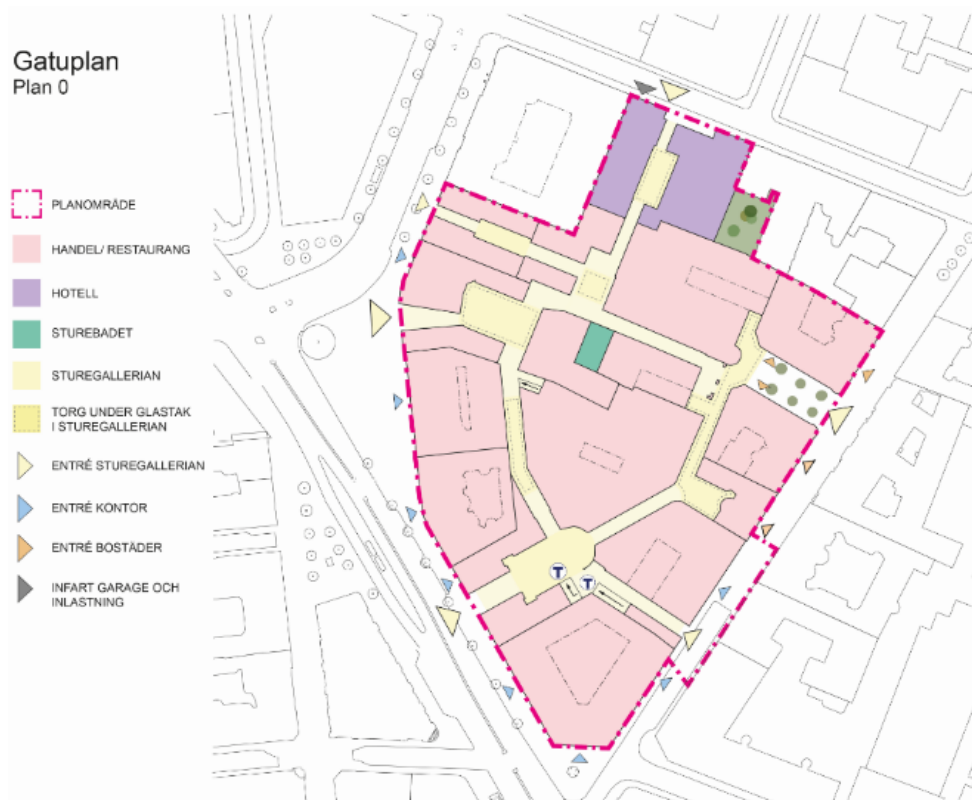 Gatuplan
Plan 0
PLANOMRÅDE
HANDEL/ RESTAURANG
HOTELL
STUREBADET
STUREGALLERIAN
TORG UNDER GLASTAK
I STUREGALLERIAN
ENTRÉ STUREGALLERIAN
ENTRÉ KONTOR
ENTRÉ BOSTÄDER
INFART GARAGE OCH
INLASTNING
T
T